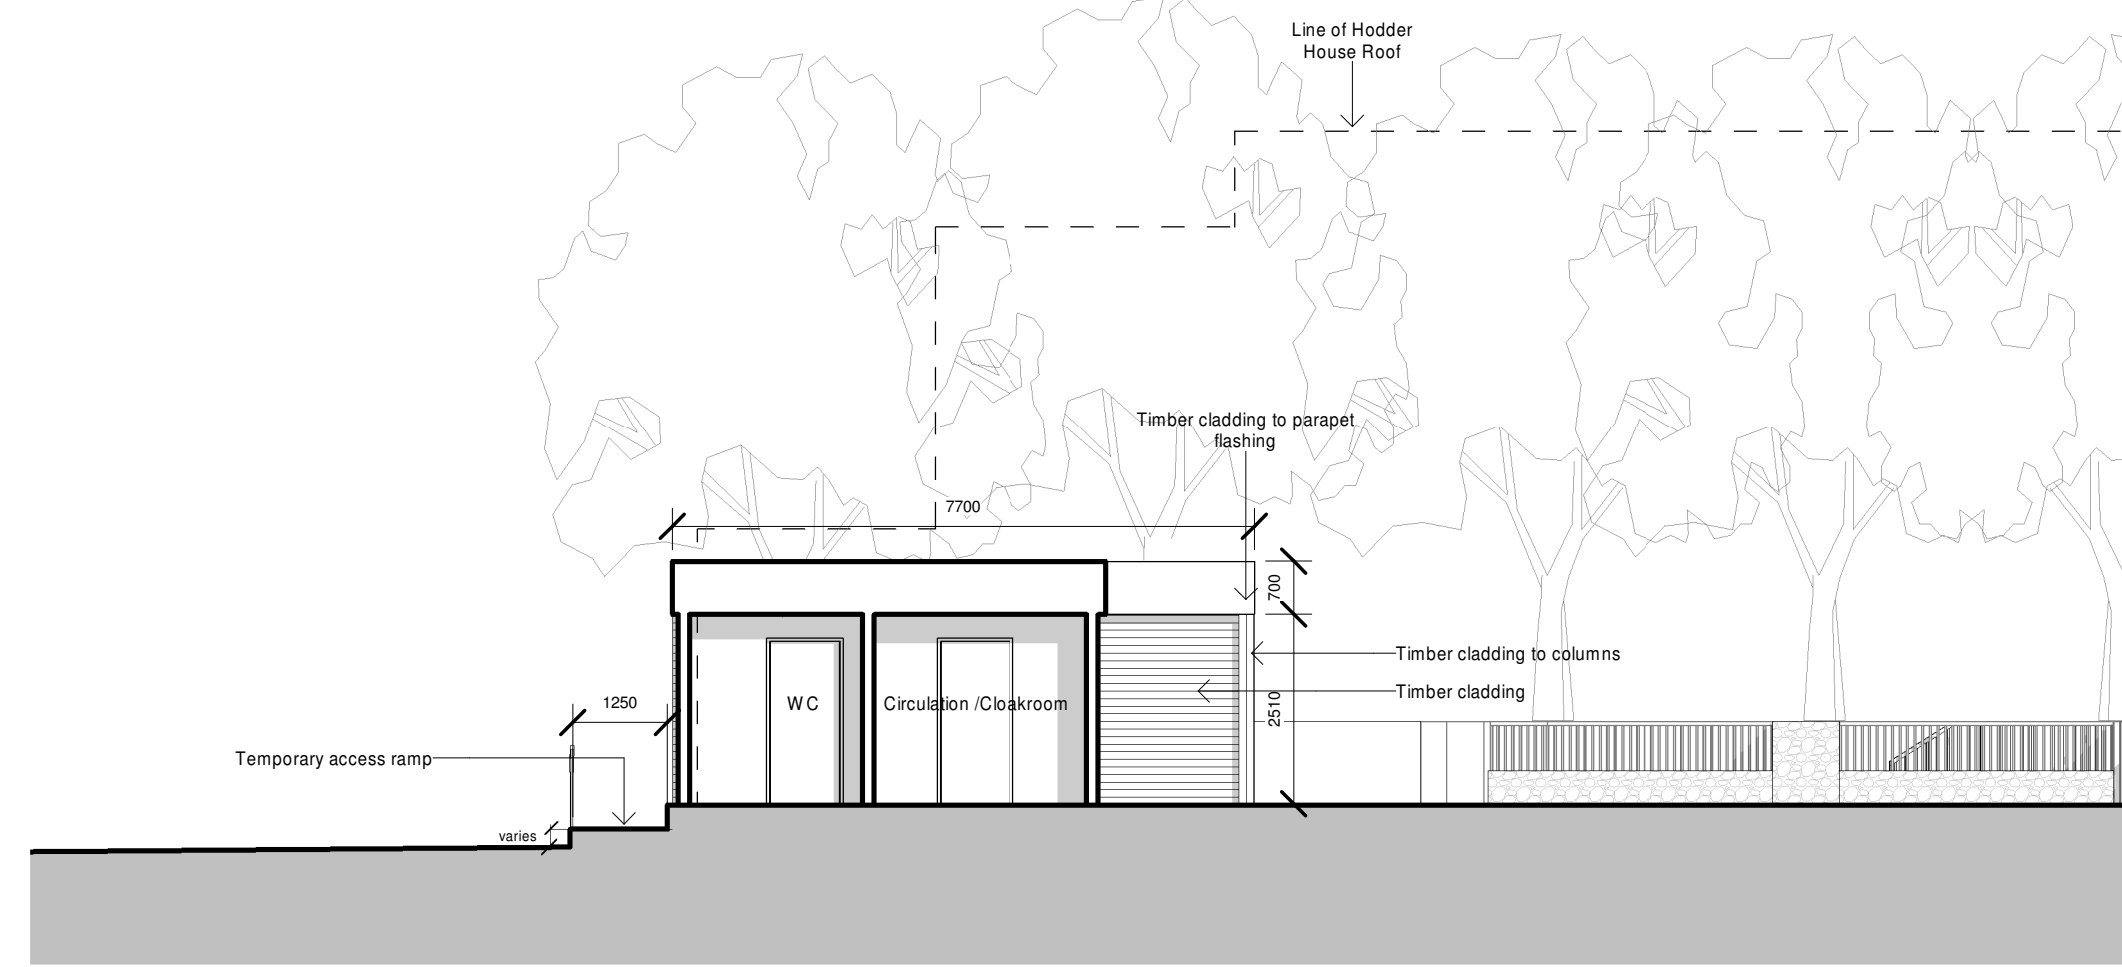 Line of Hodder
House Roof
Timber cladding to parapet
flashing
7700
700
Timber cladding to columns
Timber cladding
2510
WC
Circulation /Cloakroom
1250
Temporary access ramp
varies